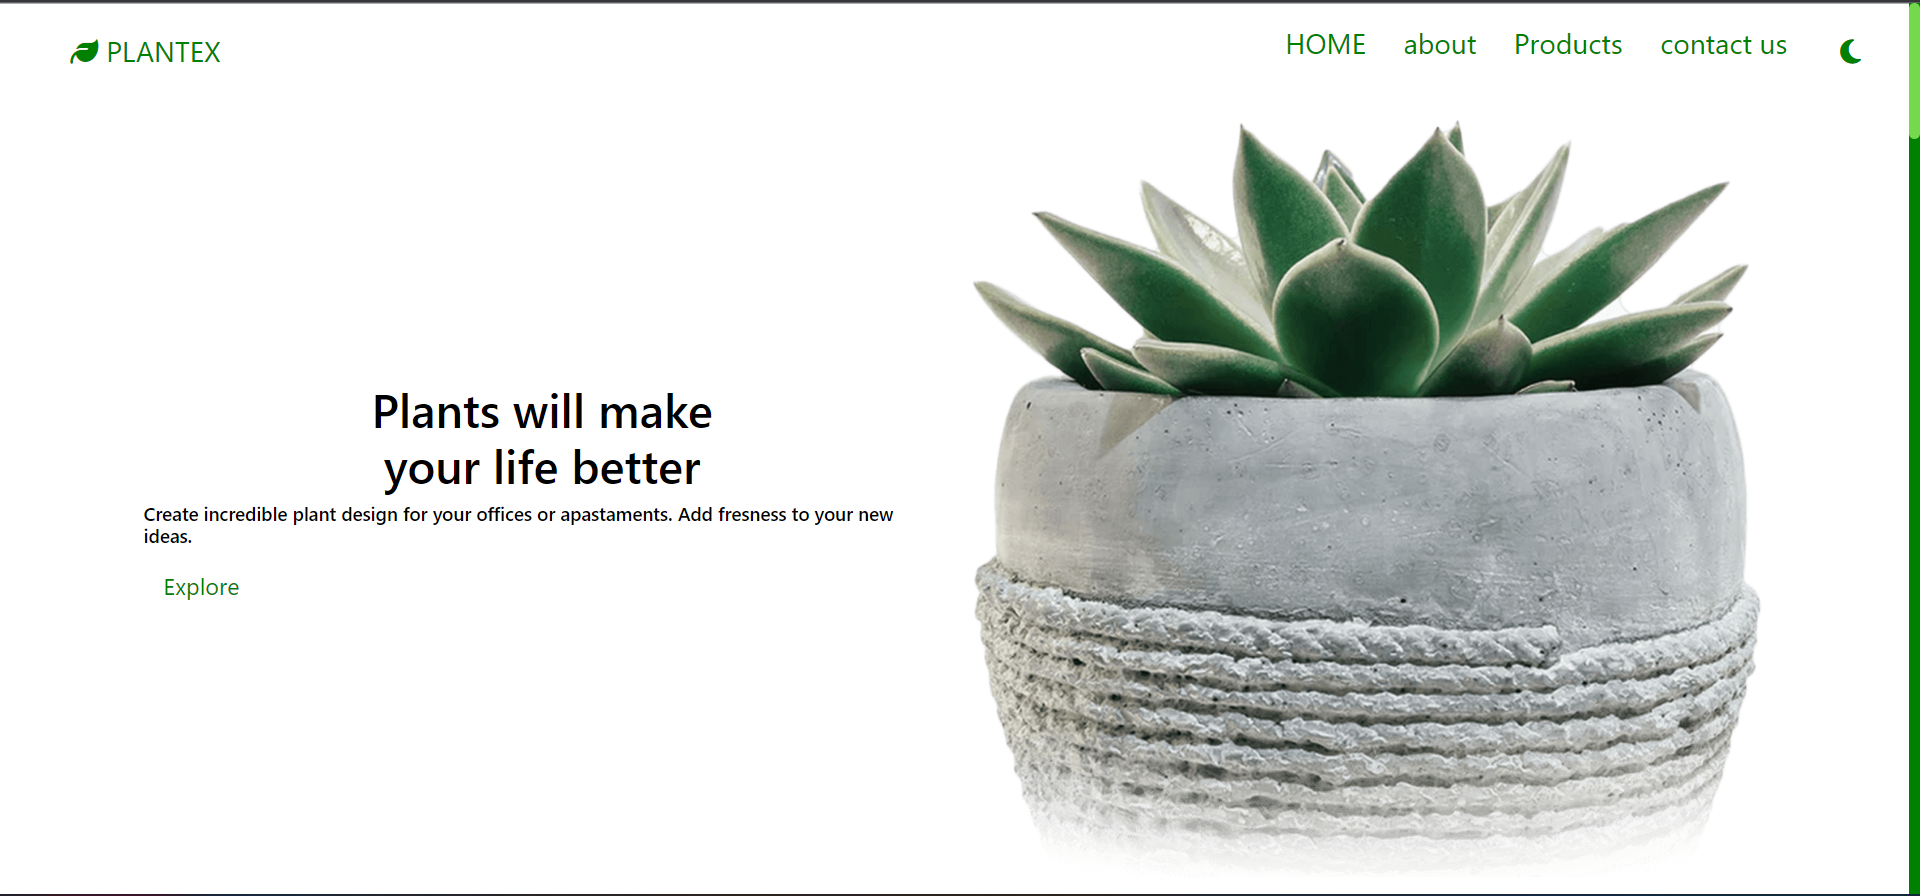 PLANTEX
HOME about Products contact us
Plants will make
your life better
Create incredible plant design for your offices or apastaments. Add fresness to your new
ideas.
Explore